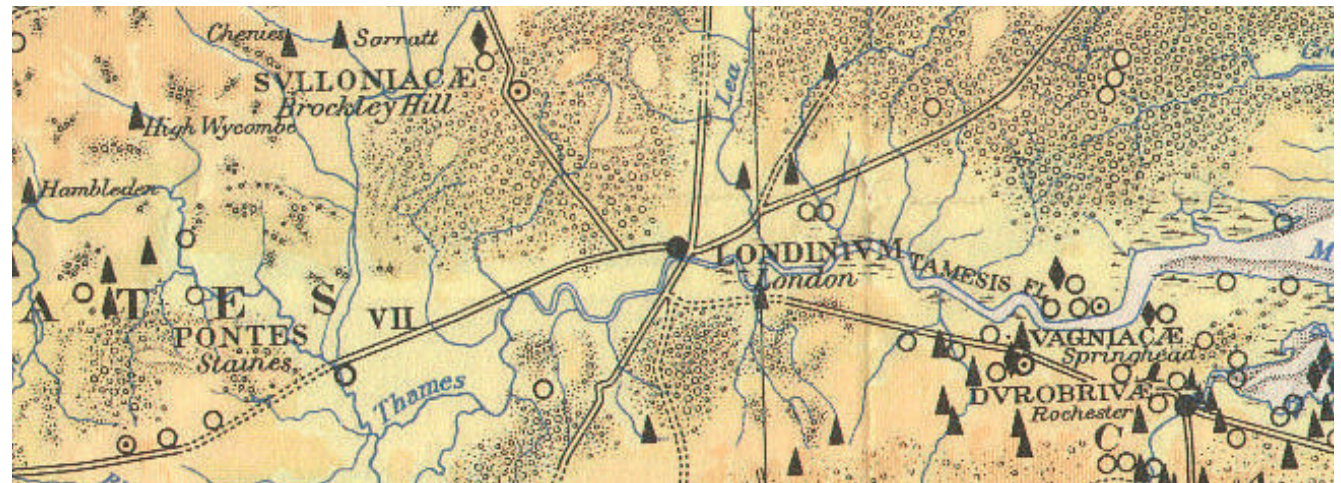 Chenies
Sarratt
SVLLONIACÆ
Brockley Hill
High Wycombe
Lea
Hambleden
LONDINIVM
London
TAMESIS FL.
A T E S
VII
PONTES
Staines
Thames
VAGNIACÆ
Springhead
DVROBRIVÆ
Rochester
C
M